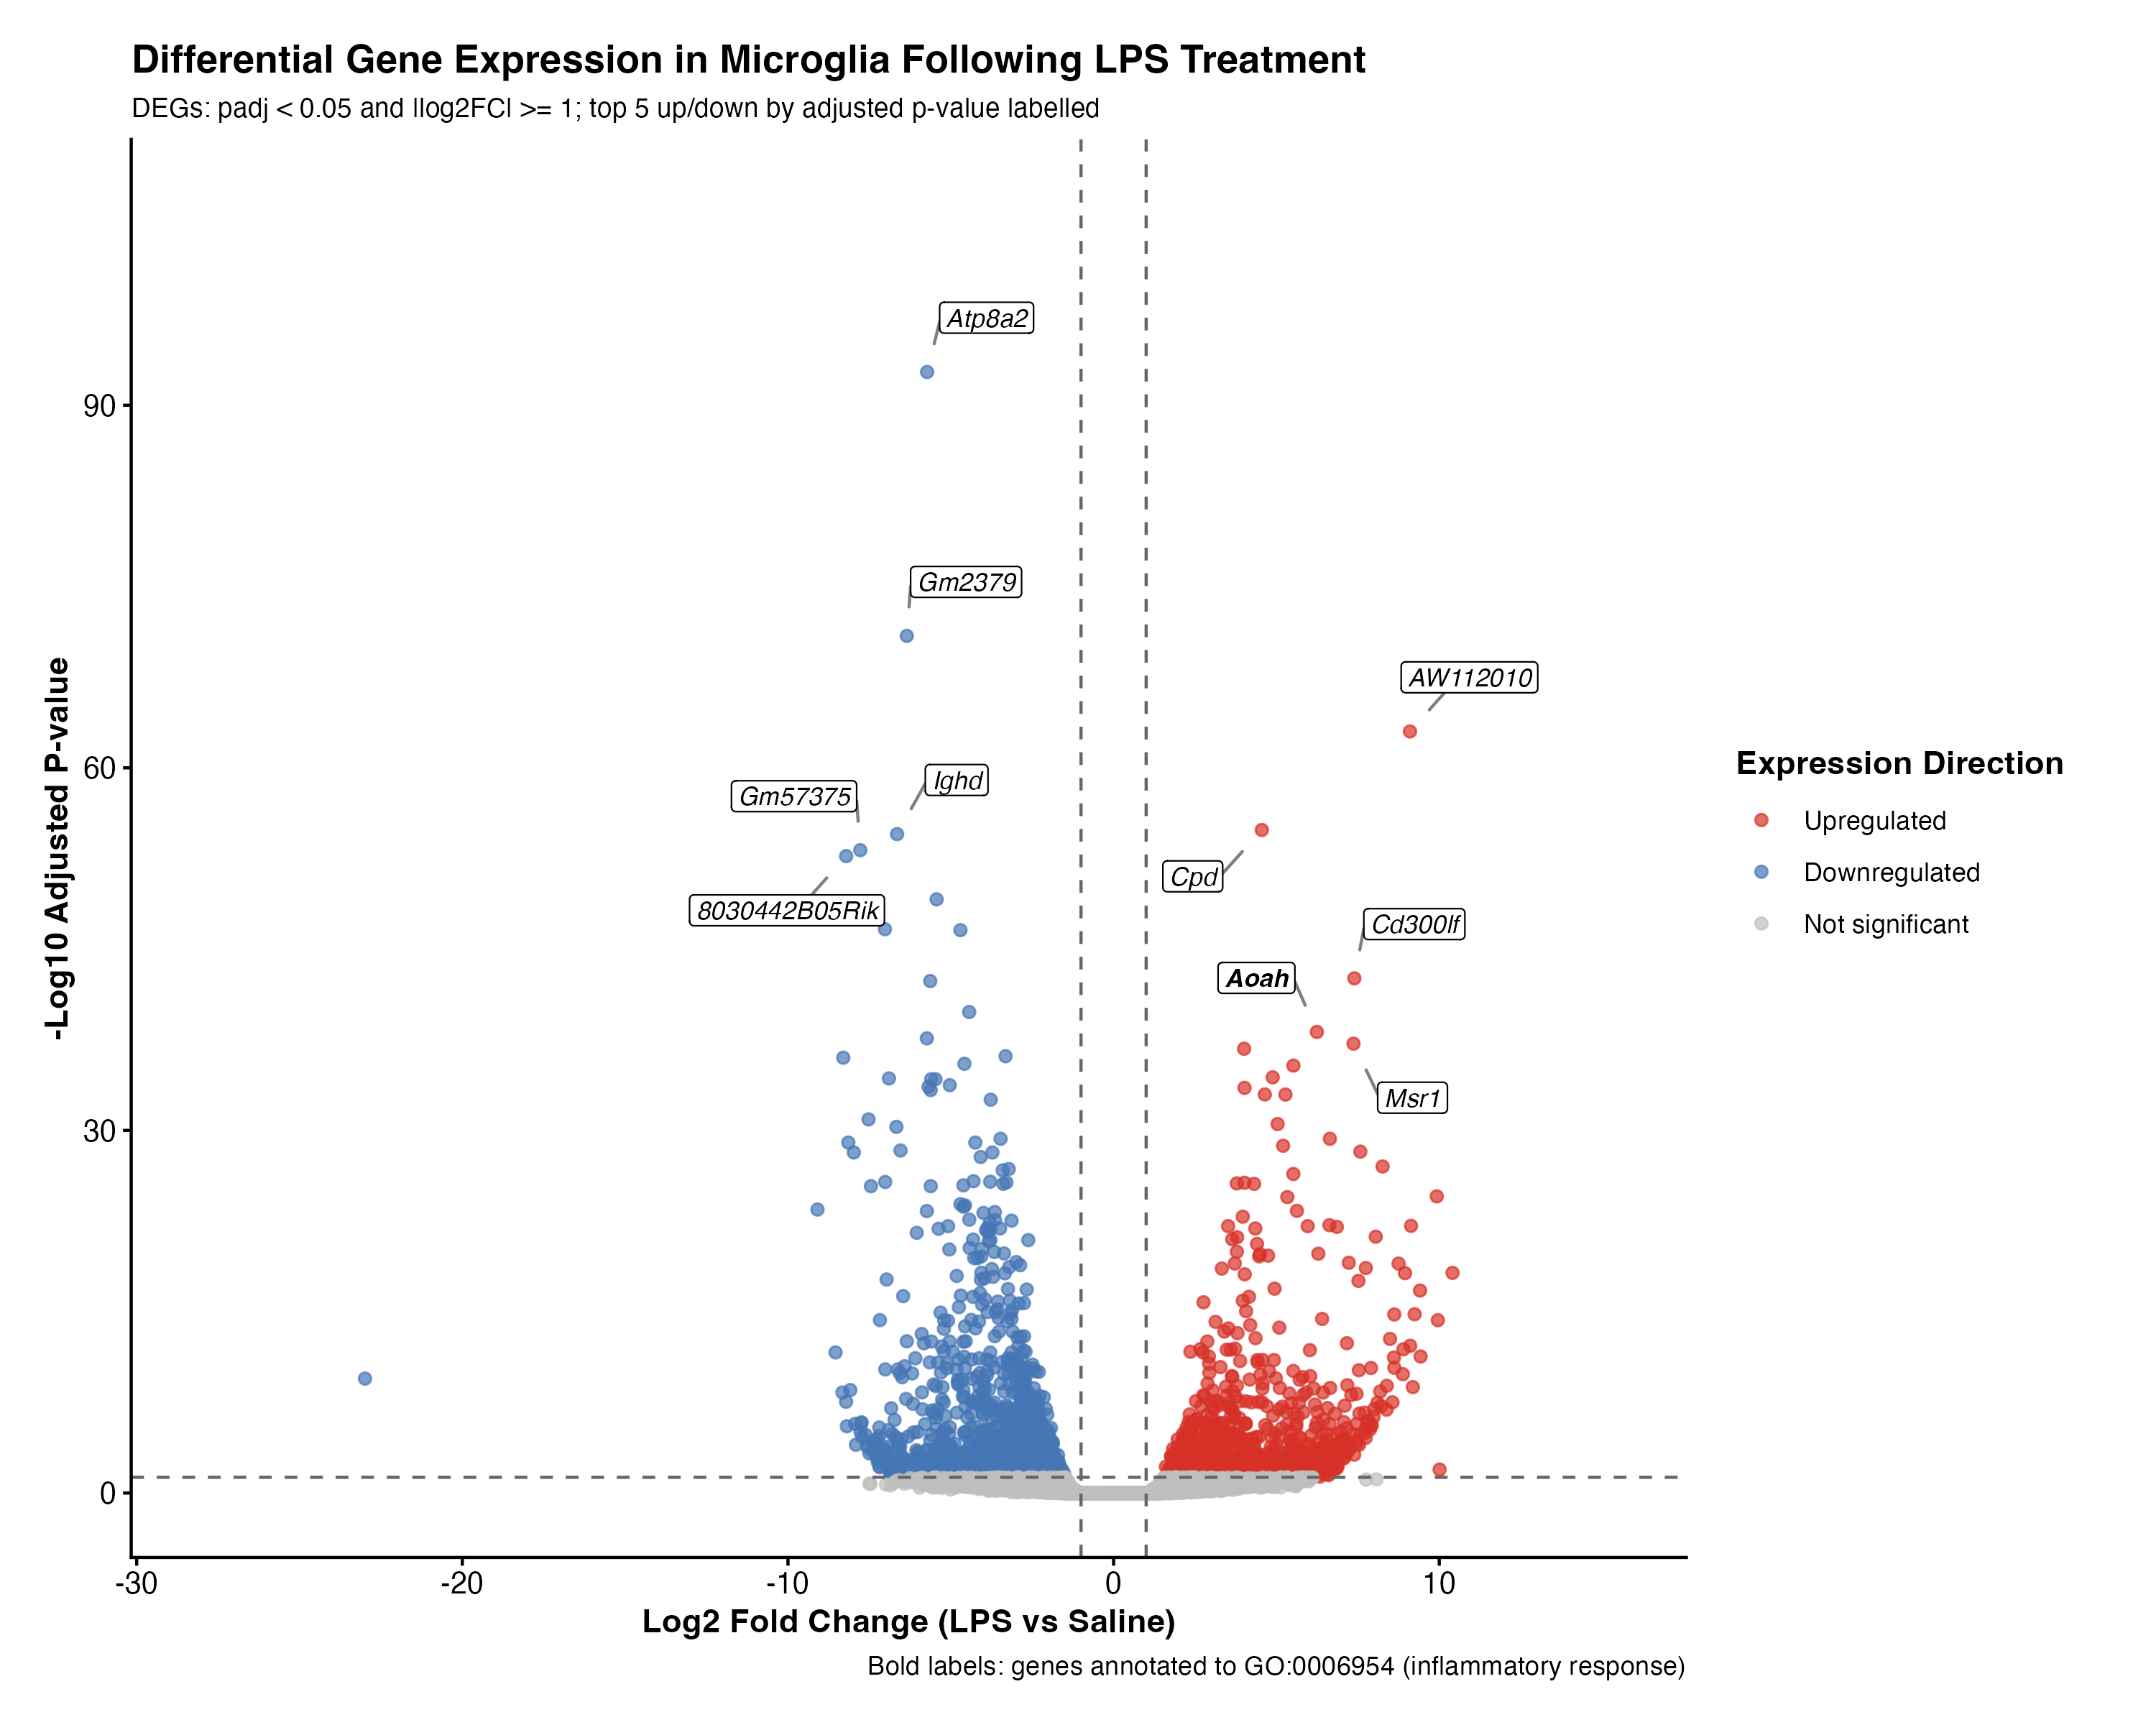 Differential Gene Expression in Microglia Following LPS Treatment
DEGs: padj < 0.05 and |log2FC| >= 1; top 5 up/down by adjusted p-value labelled
-Log10 Adjusted P-value
90
60
30
0
Atp8a2
Gm2379
AW112010
Ighd
Gm57375
Cpd
8030442B05Rik
Cd300lf
Aoah
Msr1
-30
-20
-10
0
10
Log2 Fold Change (LPS vs Saline)
Expression Direction
Upregulated
Downregulated
Not significant
Bold labels: genes annotated to GO:0006954 (inflammatory response)